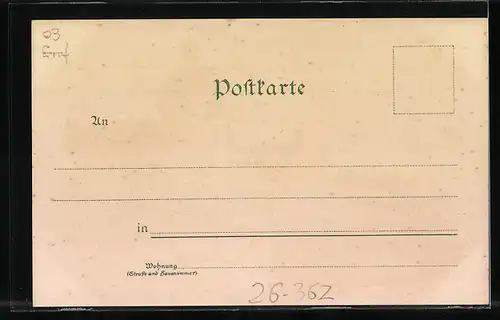 03
Postkarte
An
in
Wohnung
(Straße und Hausnummer)
26-362